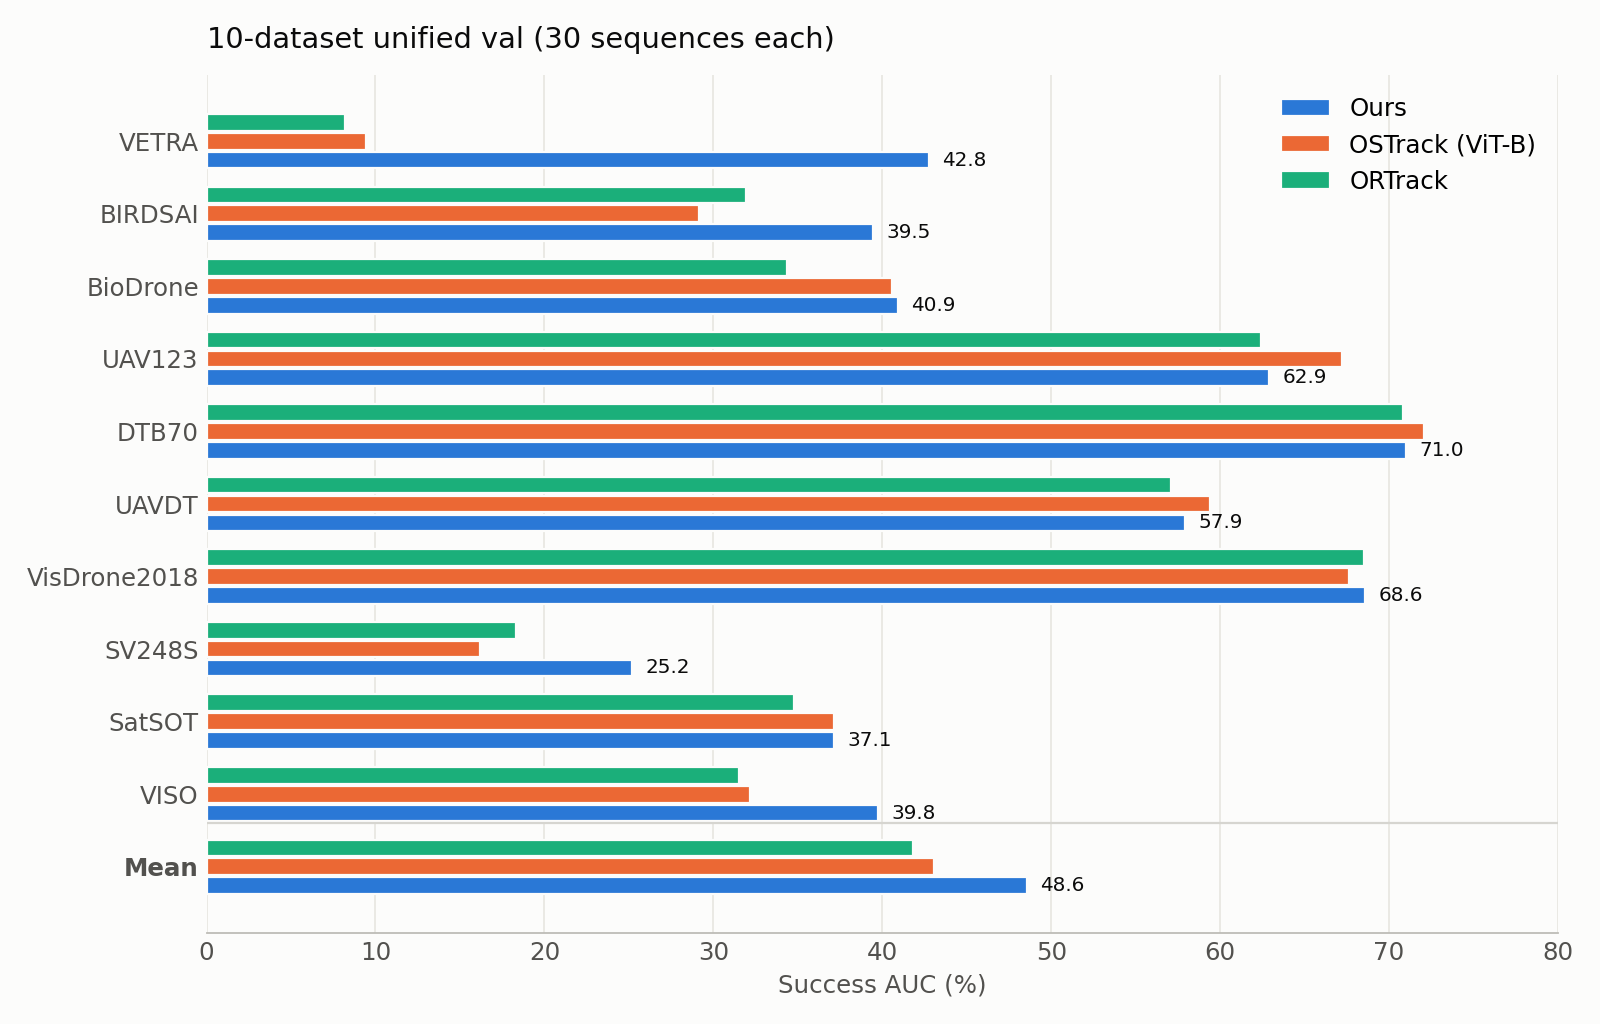 10-dataset unified val (30 sequences each)
Ours
OSTrack (ViT-B)
ORTrack
VETRA
42.8
BIRDSAI
39.5
BioDrone
40.9
UAV123
62.9
DTB70
71.0
UAVDT
57.9
VisDrone2018
68.6
SV248S
25.2
SatSOT
37.1
VISO
39.8
Mean
48.6
0 10 20 30 40 50 60 70 80
Success AUC (%)